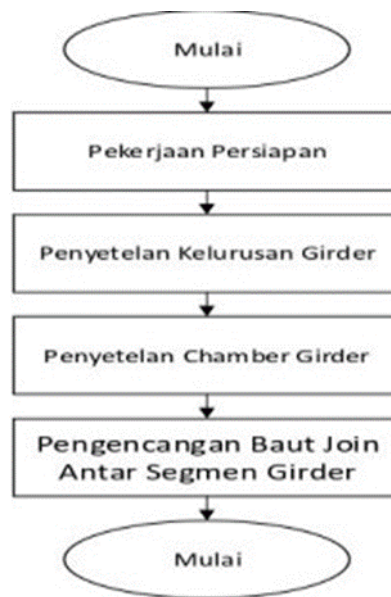 Mulai
Pekerjaan Persiapan
Penyetelan Kelurusan Girder
Penyetelan Chamber Girder
Pengencangan Baut Join
Antar Segmen Girder
Mulai